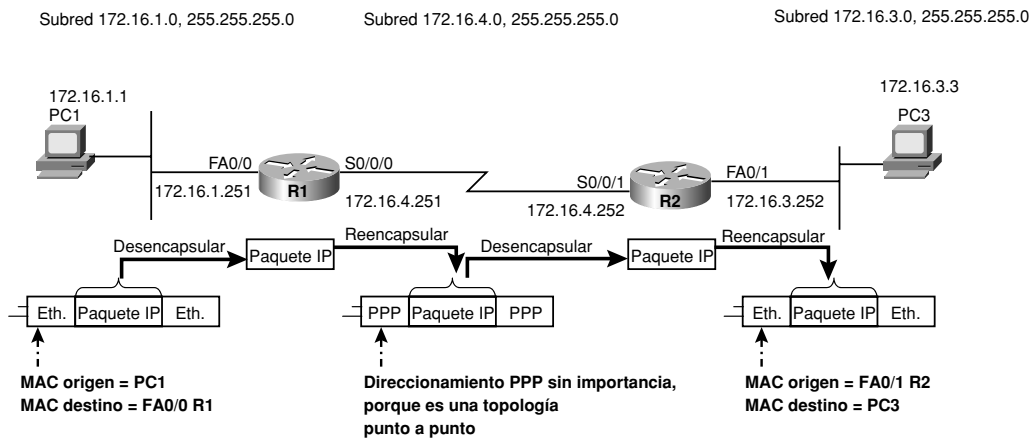 Subred 172.16.1.0, 255.255.255.0
Subred 172.16.4.0, 255.255.255.0
Subred 172.16.3.0, 255.255.255.0
172.16.1.1
PC1
172.16.3.3
PC3
FA0/0
S0/0/0
R1
172.16.1.251
172.16.4.251
S0/0/1
FA0/1
R2
172.16.4.252
172.16.3.252
Desencapsular
Paquete IP
Reencapsular
Desencapsular
Paquete IP
Reencapsular
Eth.
Paquete IP
Eth.
PPP
Paquete IP
PPP
Eth.
Paquete IP
Eth.
MAC origen = PC1
MAC destino = FA0/0 R1
Direccionamiento PPP sin importancia,
porque es una topología
punto a punto
MAC origen = FA0/1 R2
MAC destino = PC3